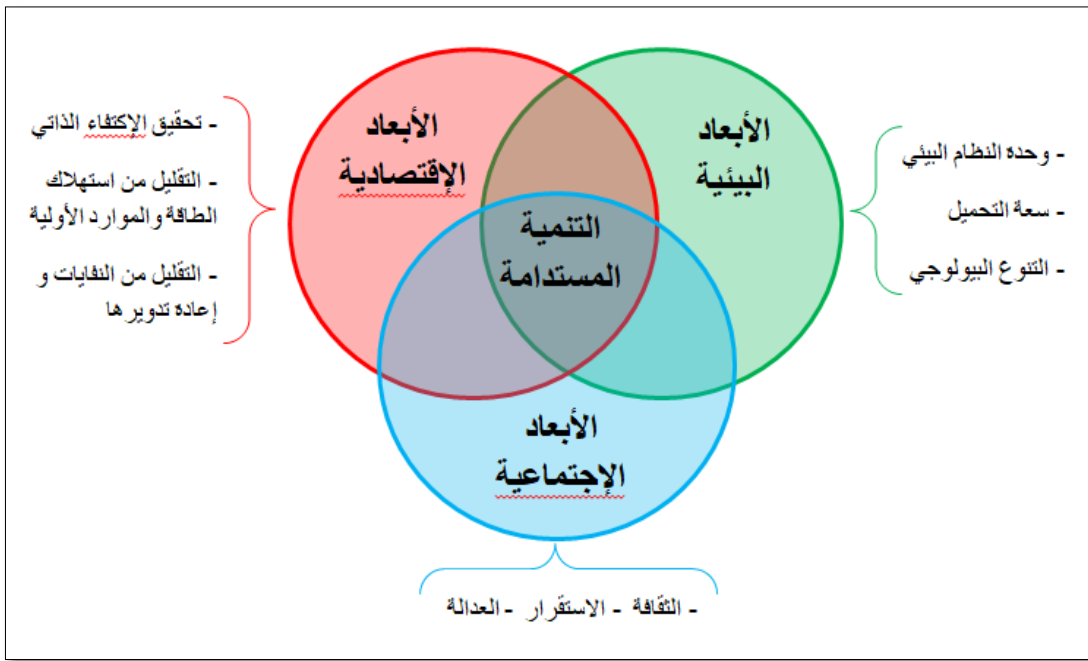 الأبعاد
البيئية
- وحدة النظام البيئي
- سعة التحميل
- التنوع البيولوجي
الأبعاد
الإقتصادية
- تحقيق الإكتفاء الذاتي
- التقليل من استهلاك
الطاقة والموارد الأولية
- التقليل من النفايات و
إعادة تدويرها
التنمية
المستدامة
الأبعاد
الإجتماعية
- الثقافة - الاستقرار - العدالة